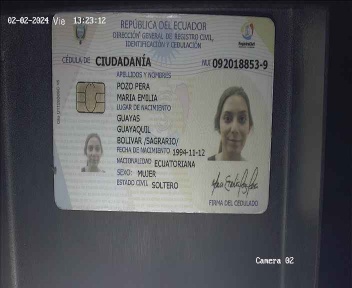 02-02-2024 Vie 13:23:12
REPÚBLICA DEL ECUADOR
DIRECCIÓN GENERAL DE REGISTRO CIVIL,
IDENTIFICACIÓN Y CEDULACIÓN
CÉDULA DE CIUDADANÍA
NUI 092018853-9
APELLIDOS Y NOMBRES
POZO PERA
MARIA EMILIA
LUGAR DE NACIMIENTO
GUAYAS
GUAYAQUIL
BOLIVAR /SAGRARIO/
FECHA DE NACIMIENTO 1994-11-12
NACIONALIDAD ECUATORIANA
SEXO: MUJER
ESTADO CIVIL SOLTERO
FIRMA DEL CEDULADO
Camera 02